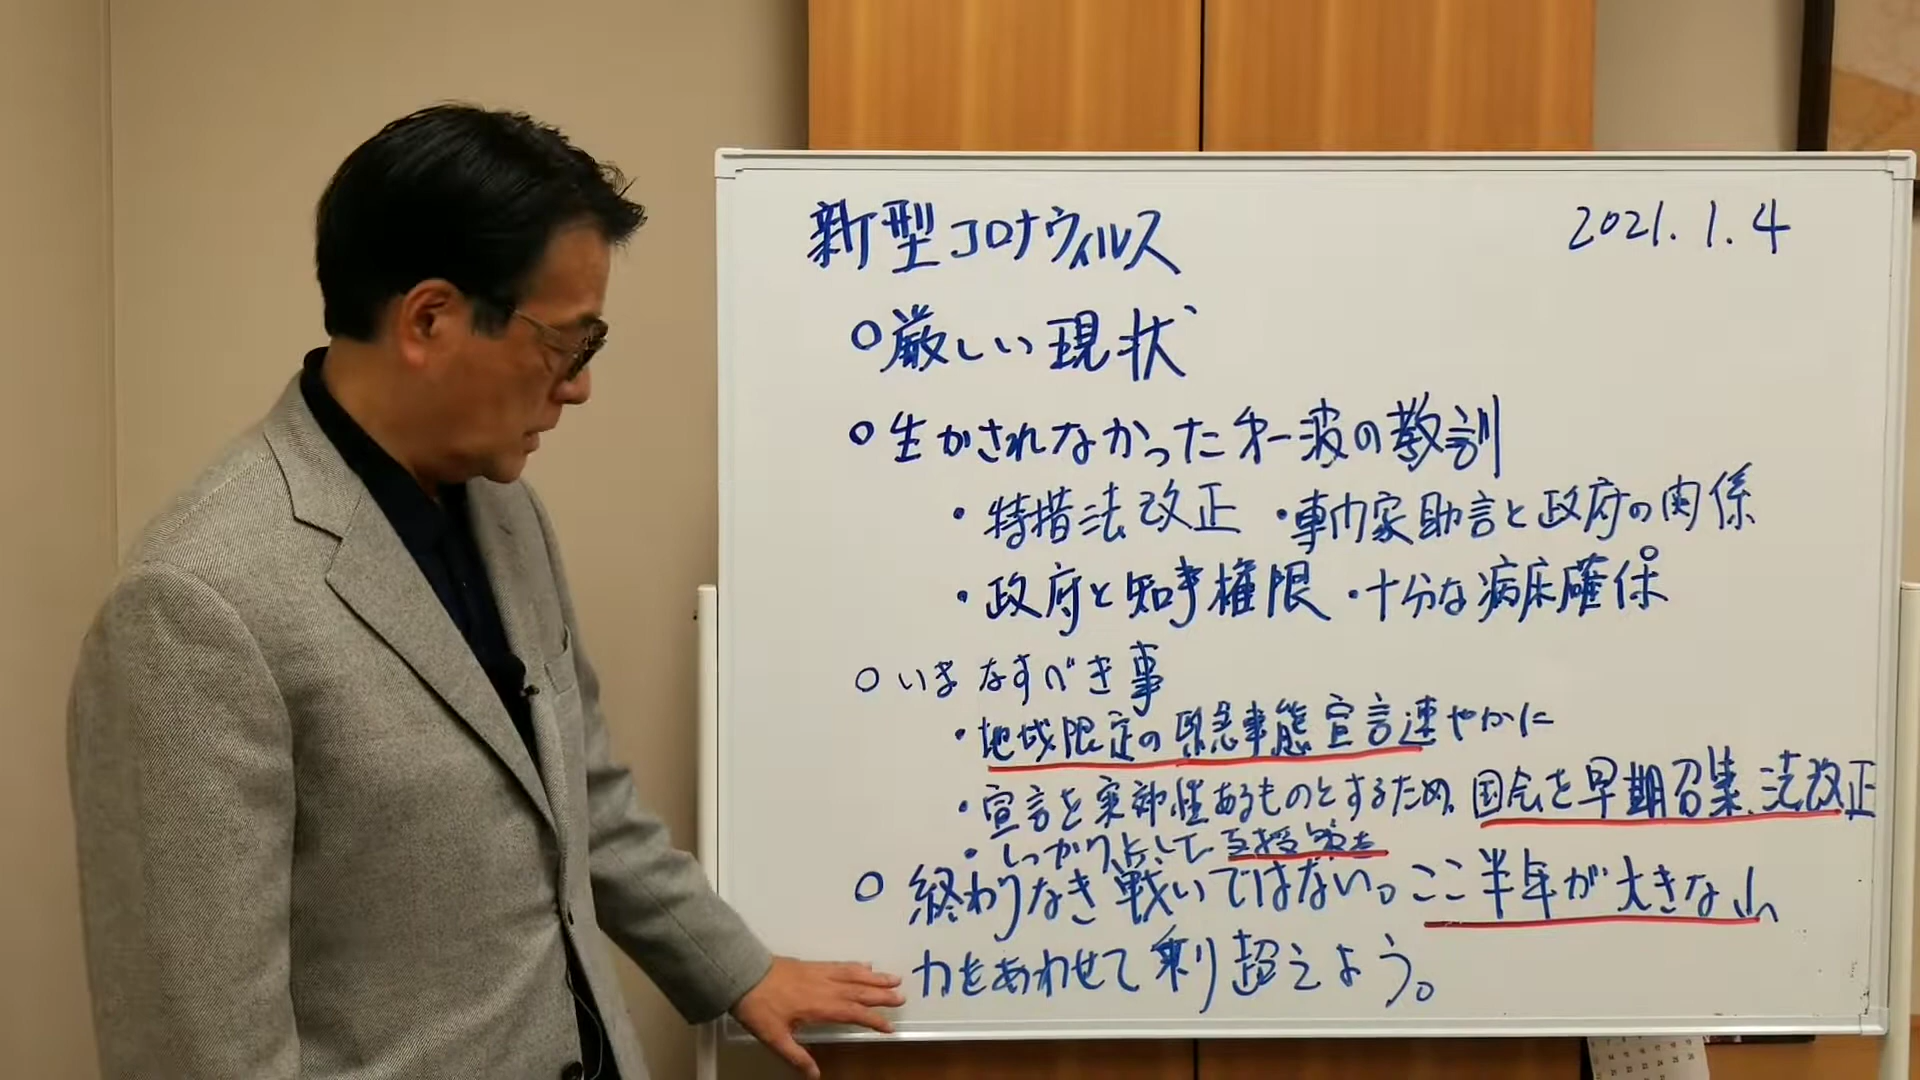 新型コロナウィルス 2021.1.4
○厳しい現状
○生かされなかった才一波の教訓
・特措法改正 ・専門家助言と政府の関係
・政府と知事権限 ・十分な病床確保
○いまなすべき事
・地域限定の緊急事態宣言速やかに
・宣言を実効性あるものとするため、国会を早期召集、法改正
・しっかりとした支援策を
○終わりなき戦いではない。ここ半年が大きな山
力をあわせて乗り超えよう。